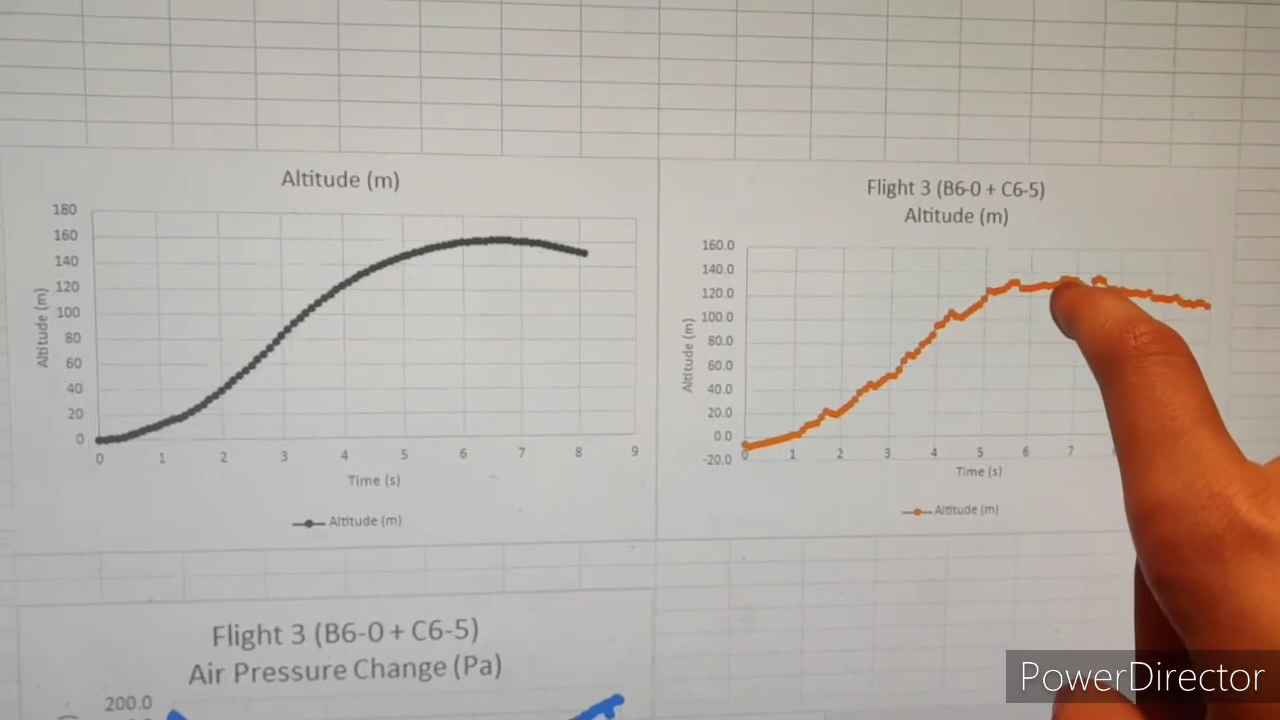 Altitude (m)
180
160
140
120
100
80
60
40
20
0
Altitude (m)
0 1 2 3 4 5 6 7 8 9
Time (s)
Altitude (m)
Flight 3 (B6-0 + C6-5)
Altitude (m)
160.0
140.0
120.0
100.0
80.0
60.0
40.0
20.0
0.0
-20.0
Altitude (m)
0 1 2 3 4 5 6 7
Time (s)
Altitude (m)
Flight 3 (B6-0 + C6-5)
Air Pressure Change (Pa)
200.0
PowerDirector